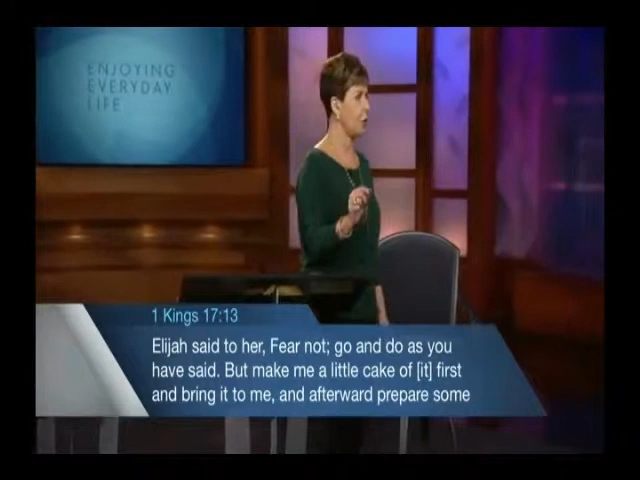 ENJOYING
EVERYDAY
LIFE
1 Kings 17:13
Elijah said to her, Fear not; go and do as you
have said. But make me a little cake of [it] first
and bring it to me, and afterward prepare some